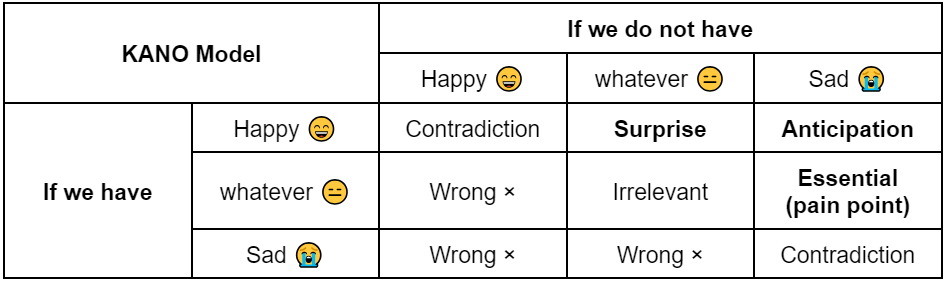 If we do not have
KANO Model
Happy 😄 whatever 😑 Sad 😭
Happy 😄 Contradiction Surprise Anticipation
If we have whatever 😑 Wrong × Irrelevant Essential
(pain point)
Sad 😭 Wrong × Wrong × Contradiction